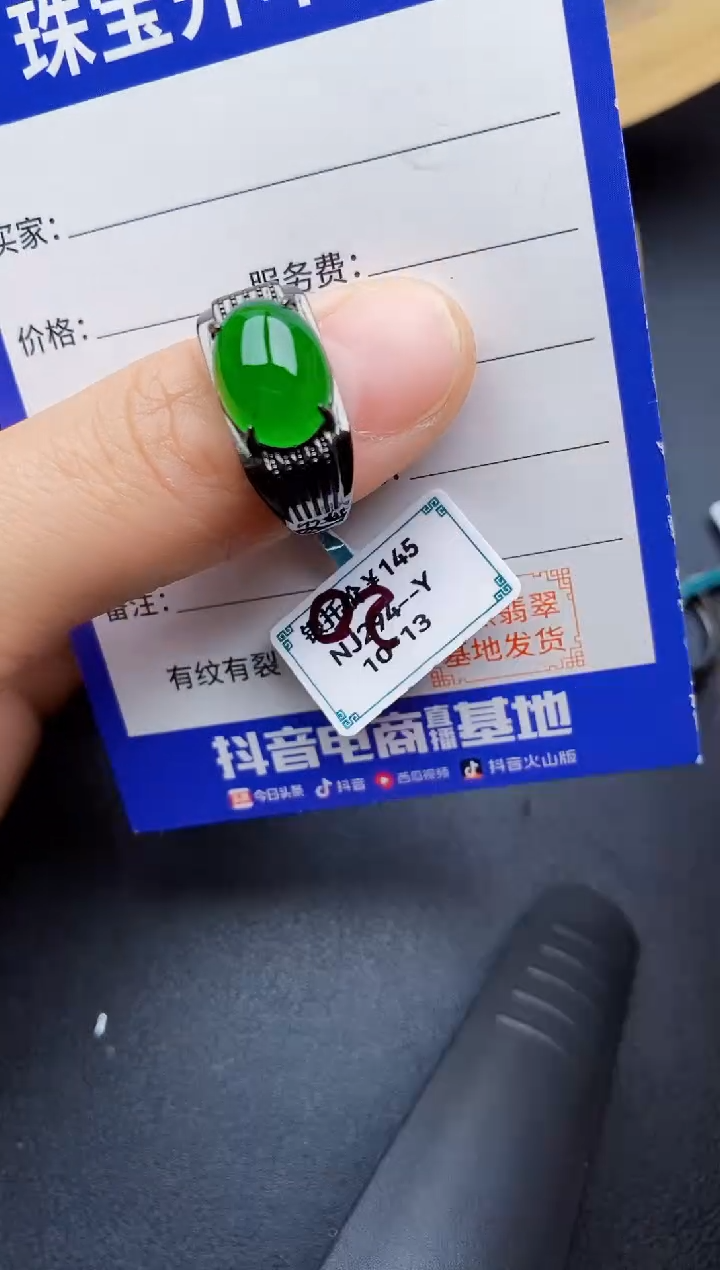 珠宝开
买家：
服务费：
价格：
备注：
¥145
NJ294--Y
10-13
翡翠
基地发货
有纹有裂
抖音电商直播基地
今日头条 抖音 西瓜视频 抖音火山版